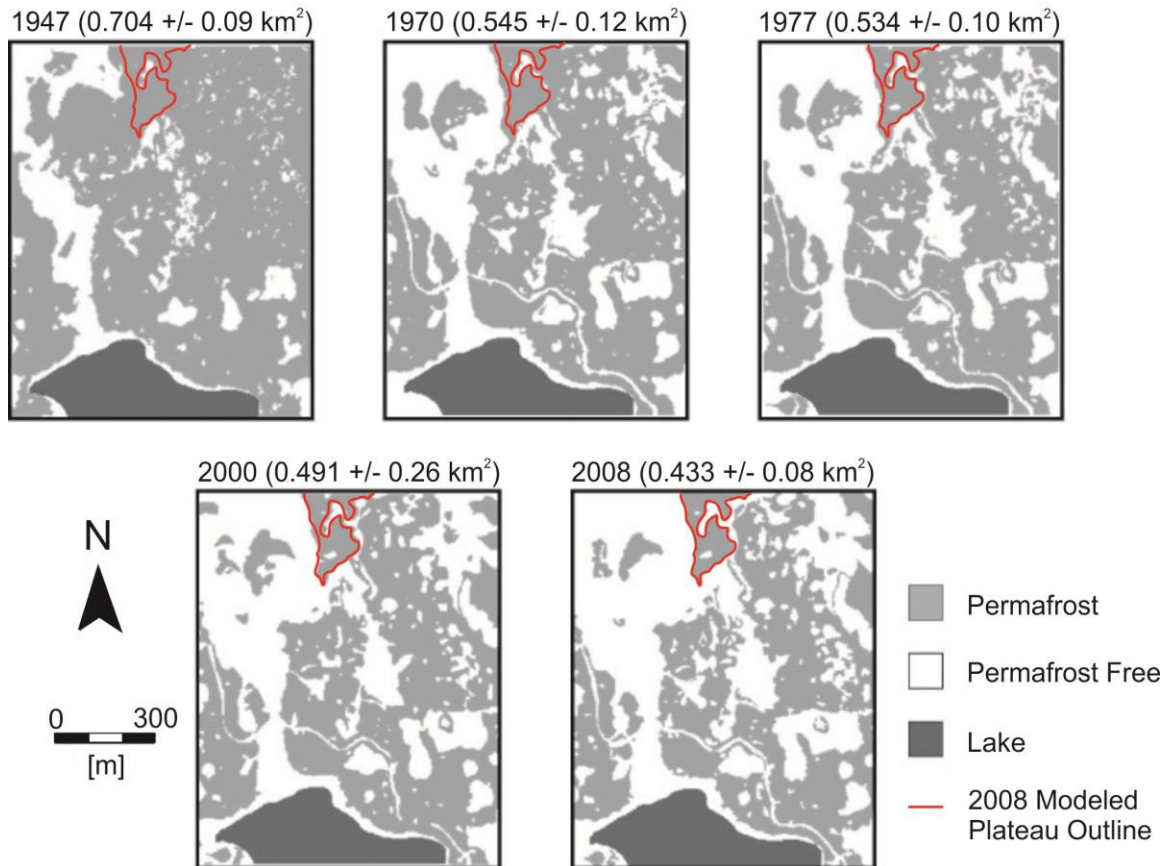 1947 (0.704 +/- 0.09 km²)
1970 (0.545 +/- 0.12 km²)
1977 (0.534 +/- 0.10 km²)
2000 (0.491 +/- 0.26 km²)
2008 (0.433 +/- 0.08 km²)
N
0 300
[m]
Permafrost
Permafrost Free
Lake
2008 Modeled
Plateau Outline